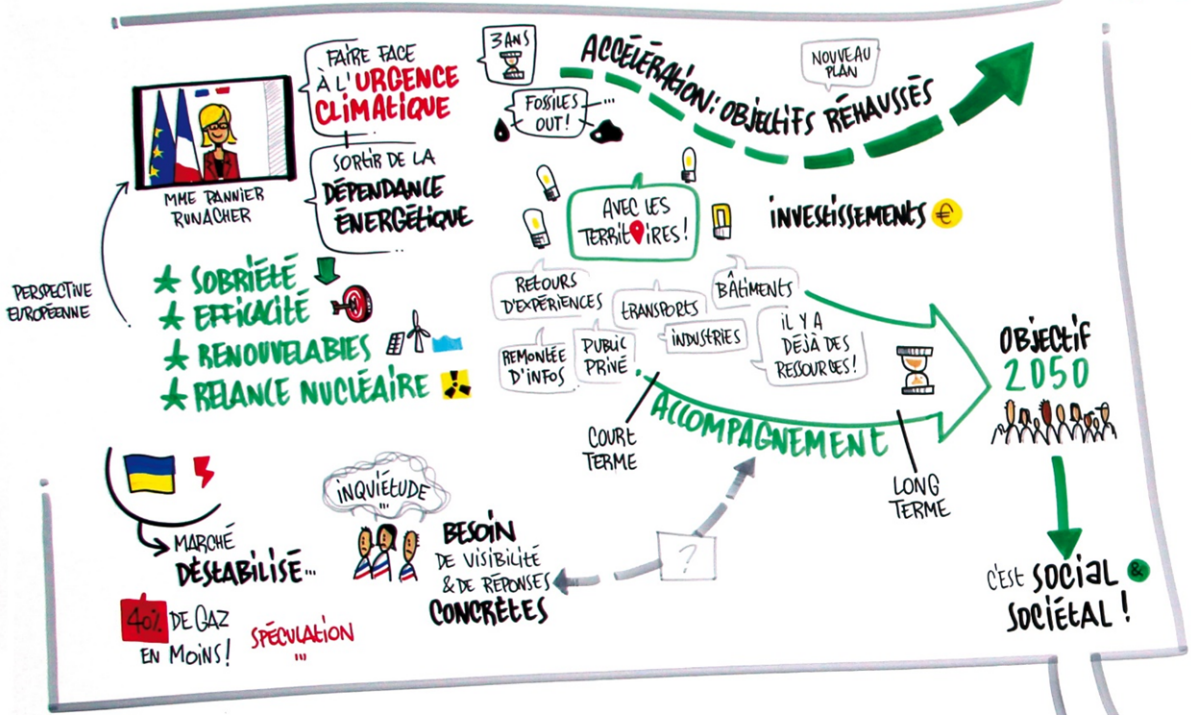 FAIRE FACE
À L'URGENCE
CLIMATIQUE
SORTIR DE LA
DÉPENDANCE
ÉNERGÉTIQUE
MME PANNIER
RUNACHER
PERSPECTIVE
EUROPÉENNE
SOBRIÉTÉ
EFFICACITÉ
RENOUVELABLES
RELANCE NUCLÉAIRE
3 ANS
FOSSILES
OUT!
...
ACCÉLÉRATION: OBJECTIFS RÉHAUSSÉS
NOUVEAU
PLAN
AVEC LES
TERRITOIRES!
INVESTISSEMENTS €
RETOURS
D'EXPÉRIENCES
TRANSPORTS
BÂTIMENTS
REMONTÉE
D'INFOS
PUBLIC
PRIVÉ
INDUSTRIES
IL Y A
DÉJÀ DES
RESSOURCES!
ACCOMPAGNEMENT
COURT
TERME
LONG
TERME
OBJECTIF
2050
C'EST SOCIAL &
SOCIÉTAL!
MARCHÉ
DÉSTABILISÉ...
40% DE GAZ
EN MOINS!
SPÉCULATION
...
INQUIÉTUDE
...
BESOIN
DE VISIBILITÉ
& DE RÉPONSES
CONCRÈTES
?